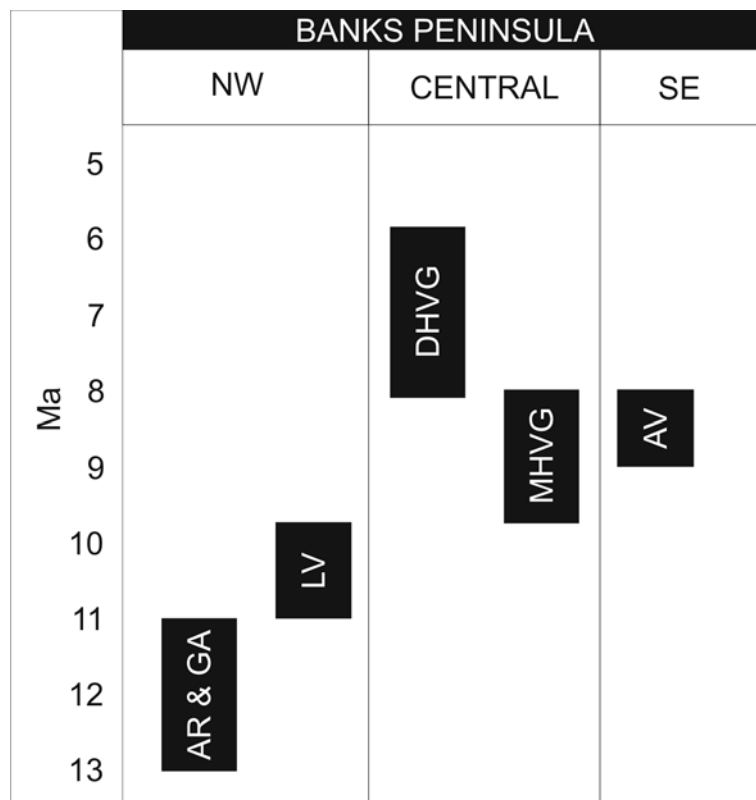 BANKS PENINSULA
NW
CENTRAL
SE
Ma
5
6
7
8
9
10
11
12
13
DHVG
MHVG
AV
LV
AR & GA